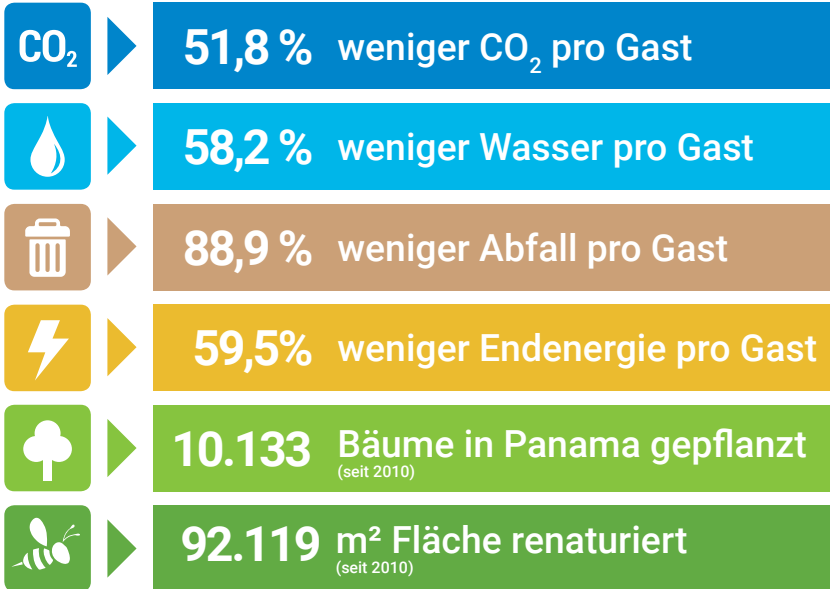 CO₂ 51,8 % weniger CO₂ pro Gast
58,2 % weniger Wasser pro Gast
88,9 % weniger Abfall pro Gast
59,5% weniger Endenergie pro Gast
10.133 Bäume in Panama gepflanzt
(seit 2010)
92.119 m² Fläche renaturiert
(seit 2010)